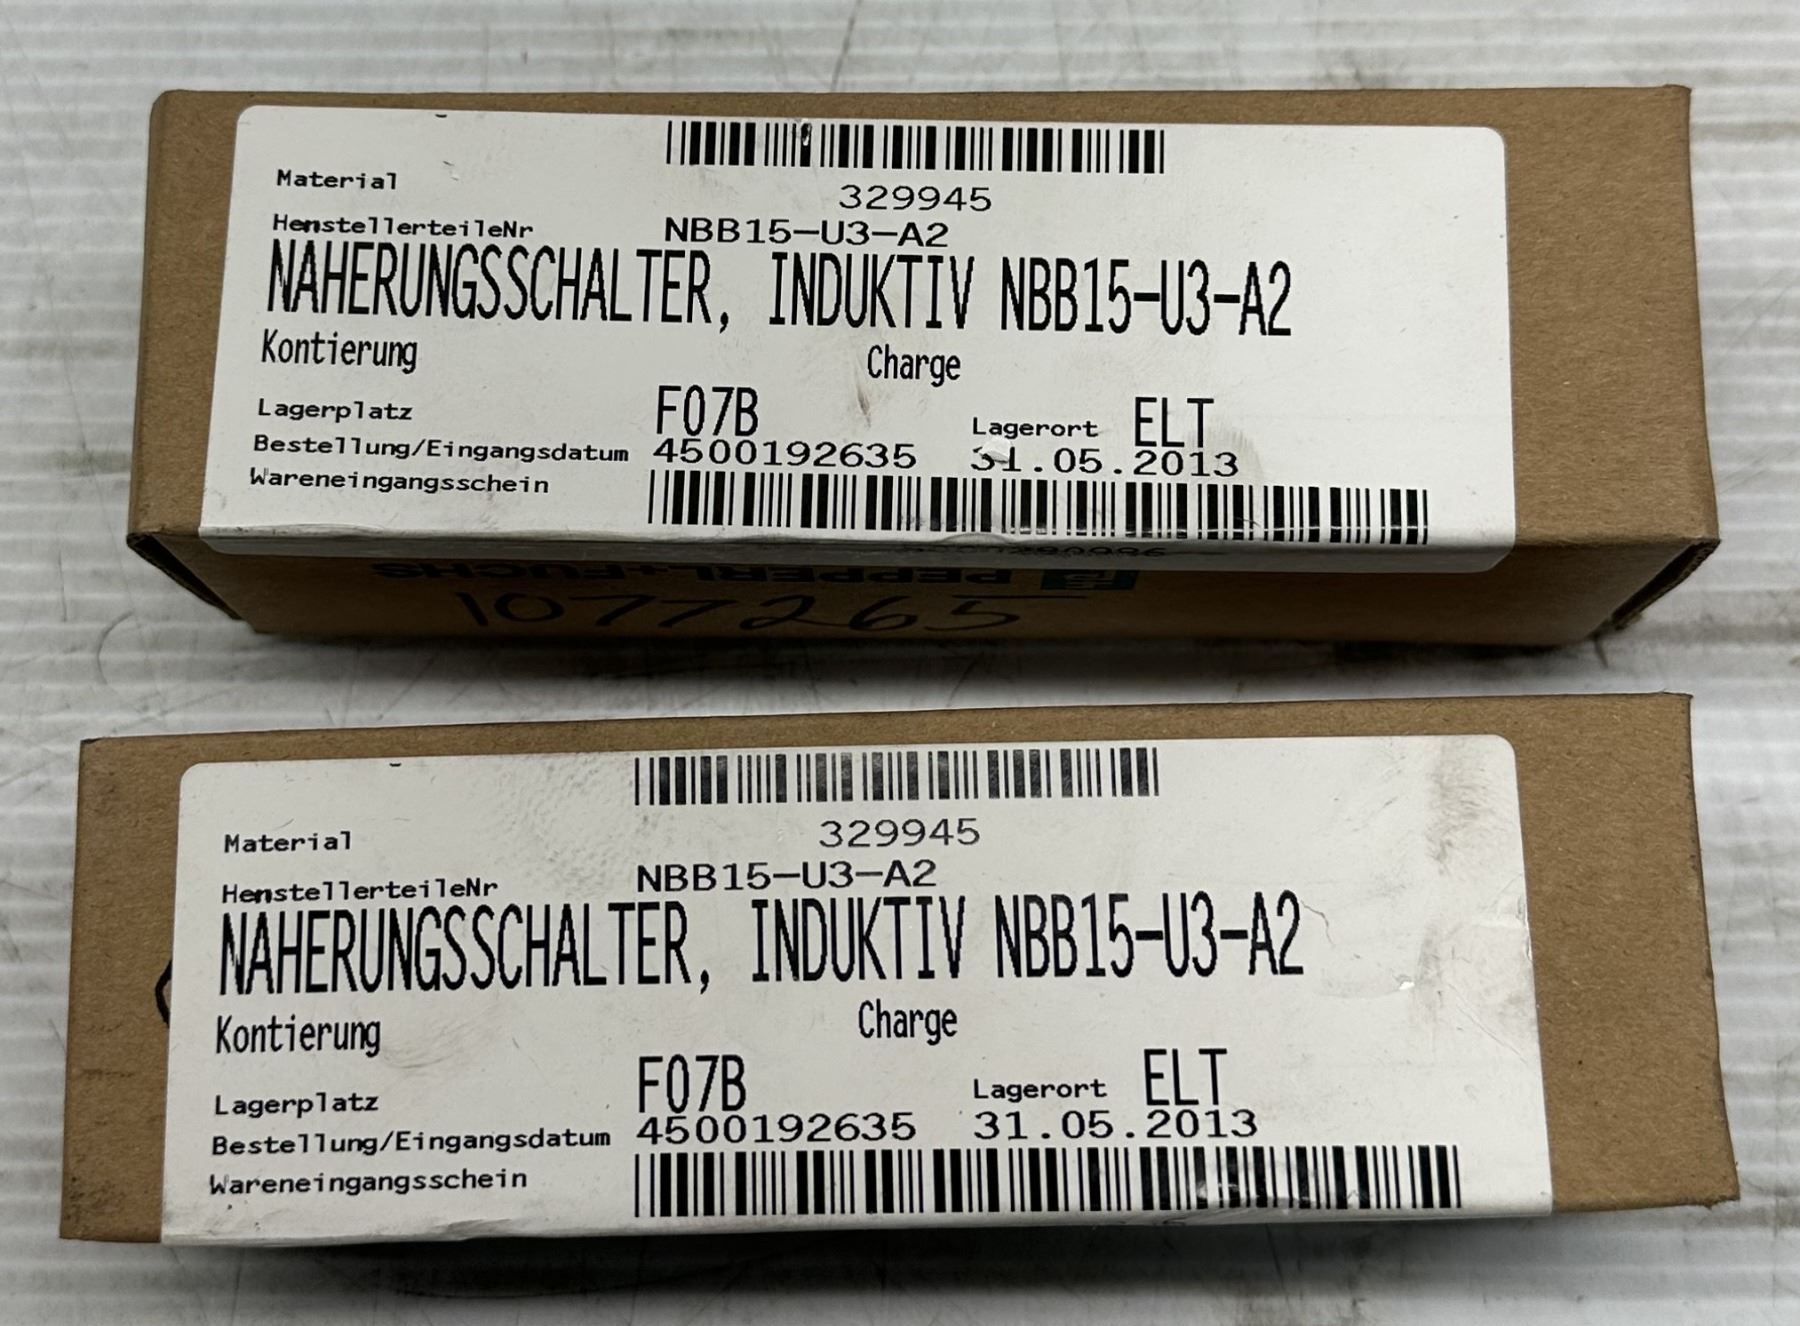 Material
329945
HenstellerteileNr NBB15-U3-A2
NAHERUNGSSCHALTER, INDUKTIV NBB15-U3-A2
Kontierung Charge
Lagerplatz F07B Lagerort ELT
Bestellung/Eingangsdatum 4500192635 31.05.2013
Wareneingangsschein
PEPPERL+FUCHS
1077265
Material
329945
HenstellerteileNr NBB15-U3-A2
NAHERUNGSSCHALTER, INDUKTIV NBB15-U3-A2
Kontierung Charge
Lagerplatz F07B Lagerort ELT
Bestellung/Eingangsdatum 4500192635 31.05.2013
Wareneingangsschein